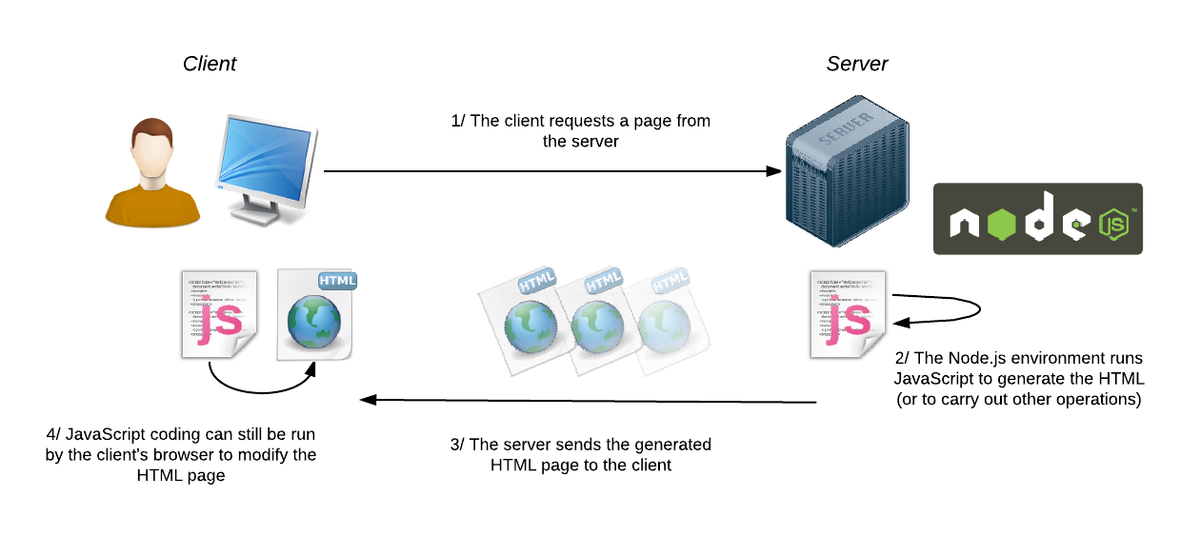 Client
Server
1/ The client requests a page from
the server
SERVER
node
JS
™
HTML
HTML
HTML
HTML
js
js
2/ The Node.js environment runs
JavaScript to generate the HTML
(or to carry out other operations)
4/ JavaScript coding can still be run
by the client's browser to modify the
HTML page
3/ The server sends the generated
HTML page to the client